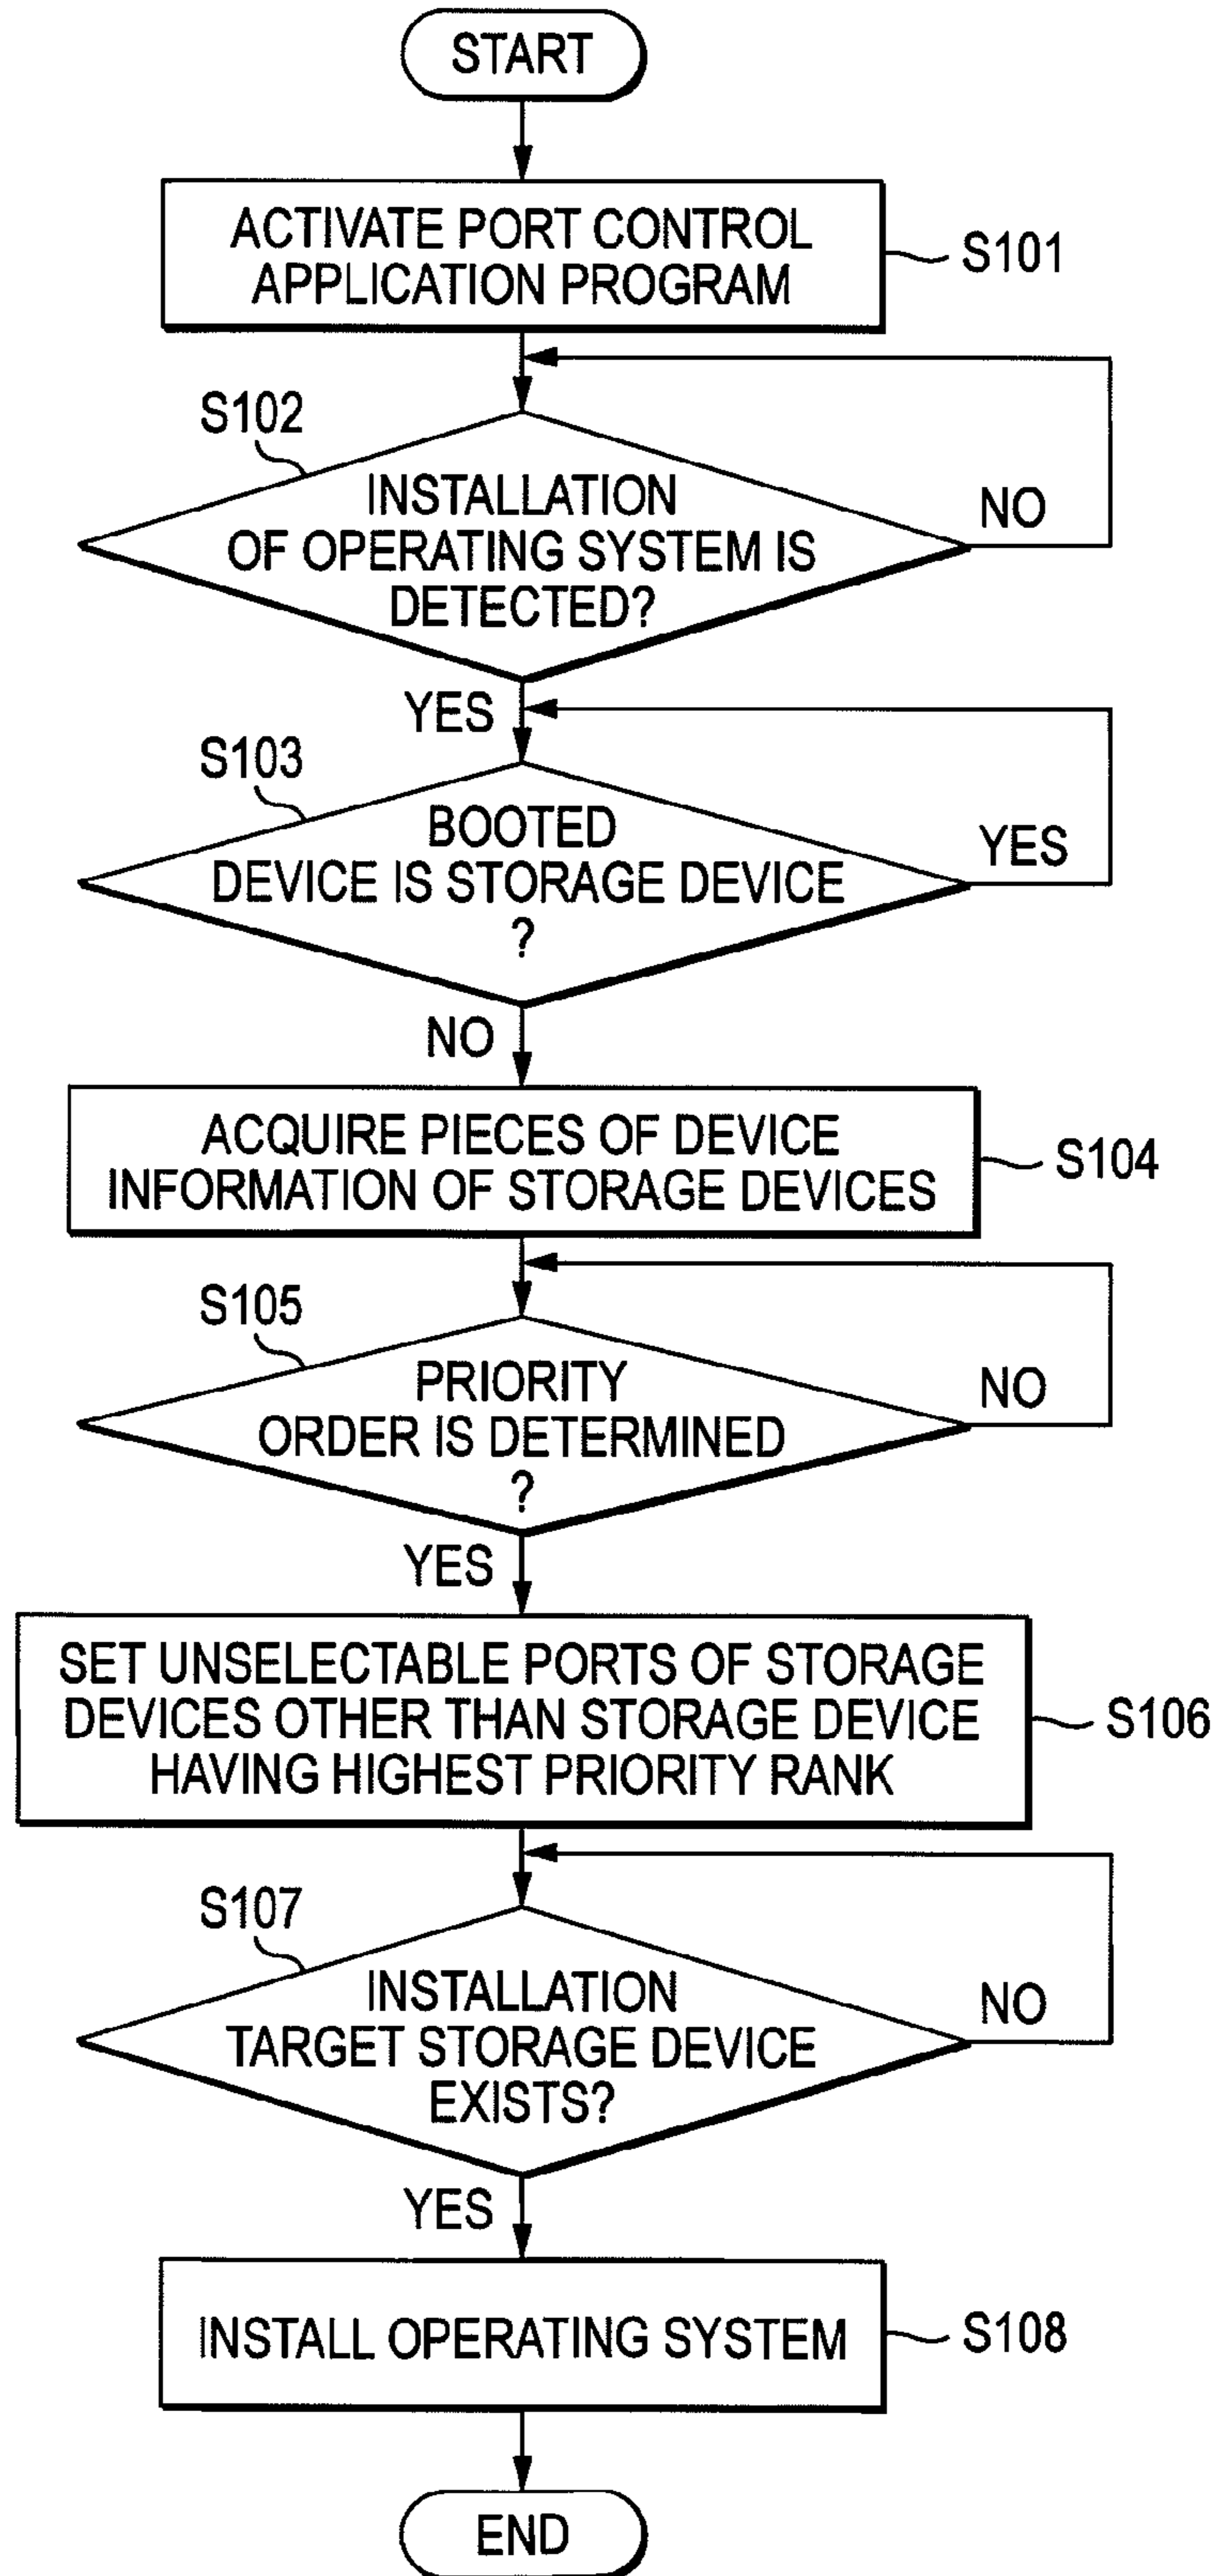 START
ACTIVATE PORT CONTROL
APPLICATION PROGRAM
S101
S102
INSTALLATION
OF OPERATING SYSTEM IS
DETECTED?
NO
YES
S103
BOOTED
DEVICE IS STORAGE DEVICE
?
YES
NO
ACQUIRE PIECES OF DEVICE
INFORMATION OF STORAGE DEVICES
S104
S105
PRIORITY
ORDER IS DETERMINED
?
NO
YES
SET UNSELECTABLE PORTS OF STORAGE
DEVICES OTHER THAN STORAGE DEVICE
HAVING HIGHEST PRIORITY RANK
S106
S107
INSTALLATION
TARGET STORAGE DEVICE
EXISTS?
NO
YES
INSTALL OPERATING SYSTEM
S108
END